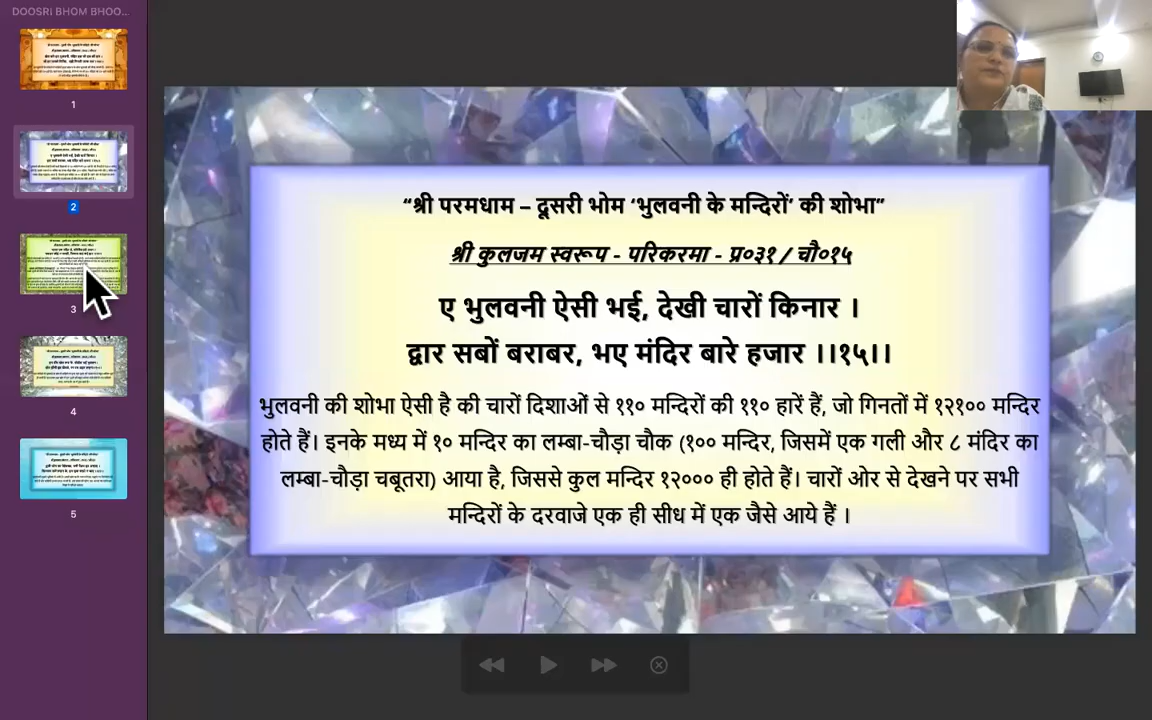 DOOSRI BHOM BHOO...
1
2
3
4
5
“श्री परमधाम – दूसरी भोम ‘भुलवनी के मन्दिरों’ की शोभा”
श्री कुलजम स्वरूप - परिकरमा - प्र०३१ / चौ०१५
ए भुलवनी ऐसी भई, देखी चारों किनार ।
द्वार सबों बराबर, भए मंदिर बारे हजार ।।१५।।
भुलवनी की शोभा ऐसी है की चारों दिशाओं से ११० मन्दिरों की ११० हारें हैं, जो गिनतों में १२१०० मन्दिर
होते हैं। इनके मध्य में १० मन्दिर का लम्बा-चौड़ा चौक (१०० मन्दिर, जिसमें एक गली और ८ मंदिर का
लम्बा-चौड़ा चबूतरा) आया है, जिससे कुल मन्दिर १२००० ही होते हैं। चारों ओर से देखने पर सभी
मन्दिरों के दरवाजे एक ही सीध में एक जैसे आये हैं ।